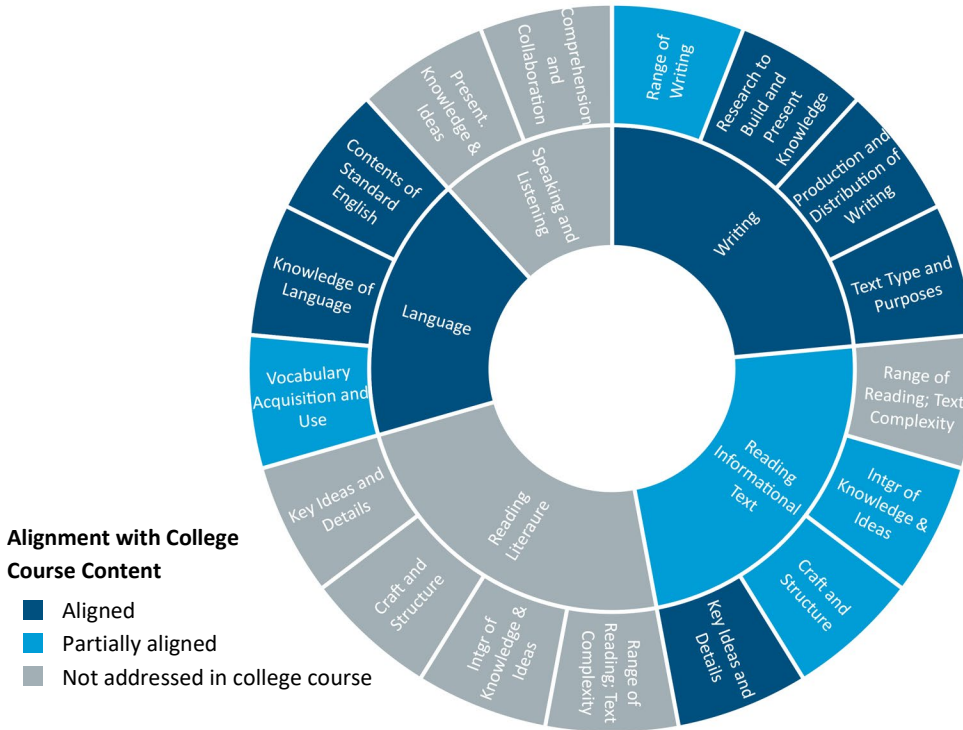 Comprehension
and
Collaboration
Range of
Writing
Research to
Build and
Present
Knowledge
Production and
Distribution of
Writing
Text Type and
Purposes
Range of
Reading; Text
Complexity
Intgr of
Knowledge &
Ideas
Craft and
Structure
Key Ideas and
Details
Range of
Reading; Text
Complexity
Intgr of
Knowledge &
Ideas
Craft and
Structure
Key Ideas and
Details
Vocabulary
Acquisition and
Use
Knowledge of
Language
Contents of
Standard
English
Present.
Knowledge &
Ideas
Speaking and
Listening
Writing
Reading
Informational
Text
Reading
Literaure
Language
Alignment with College
Course Content
Aligned
Partially aligned
Not addressed in college course